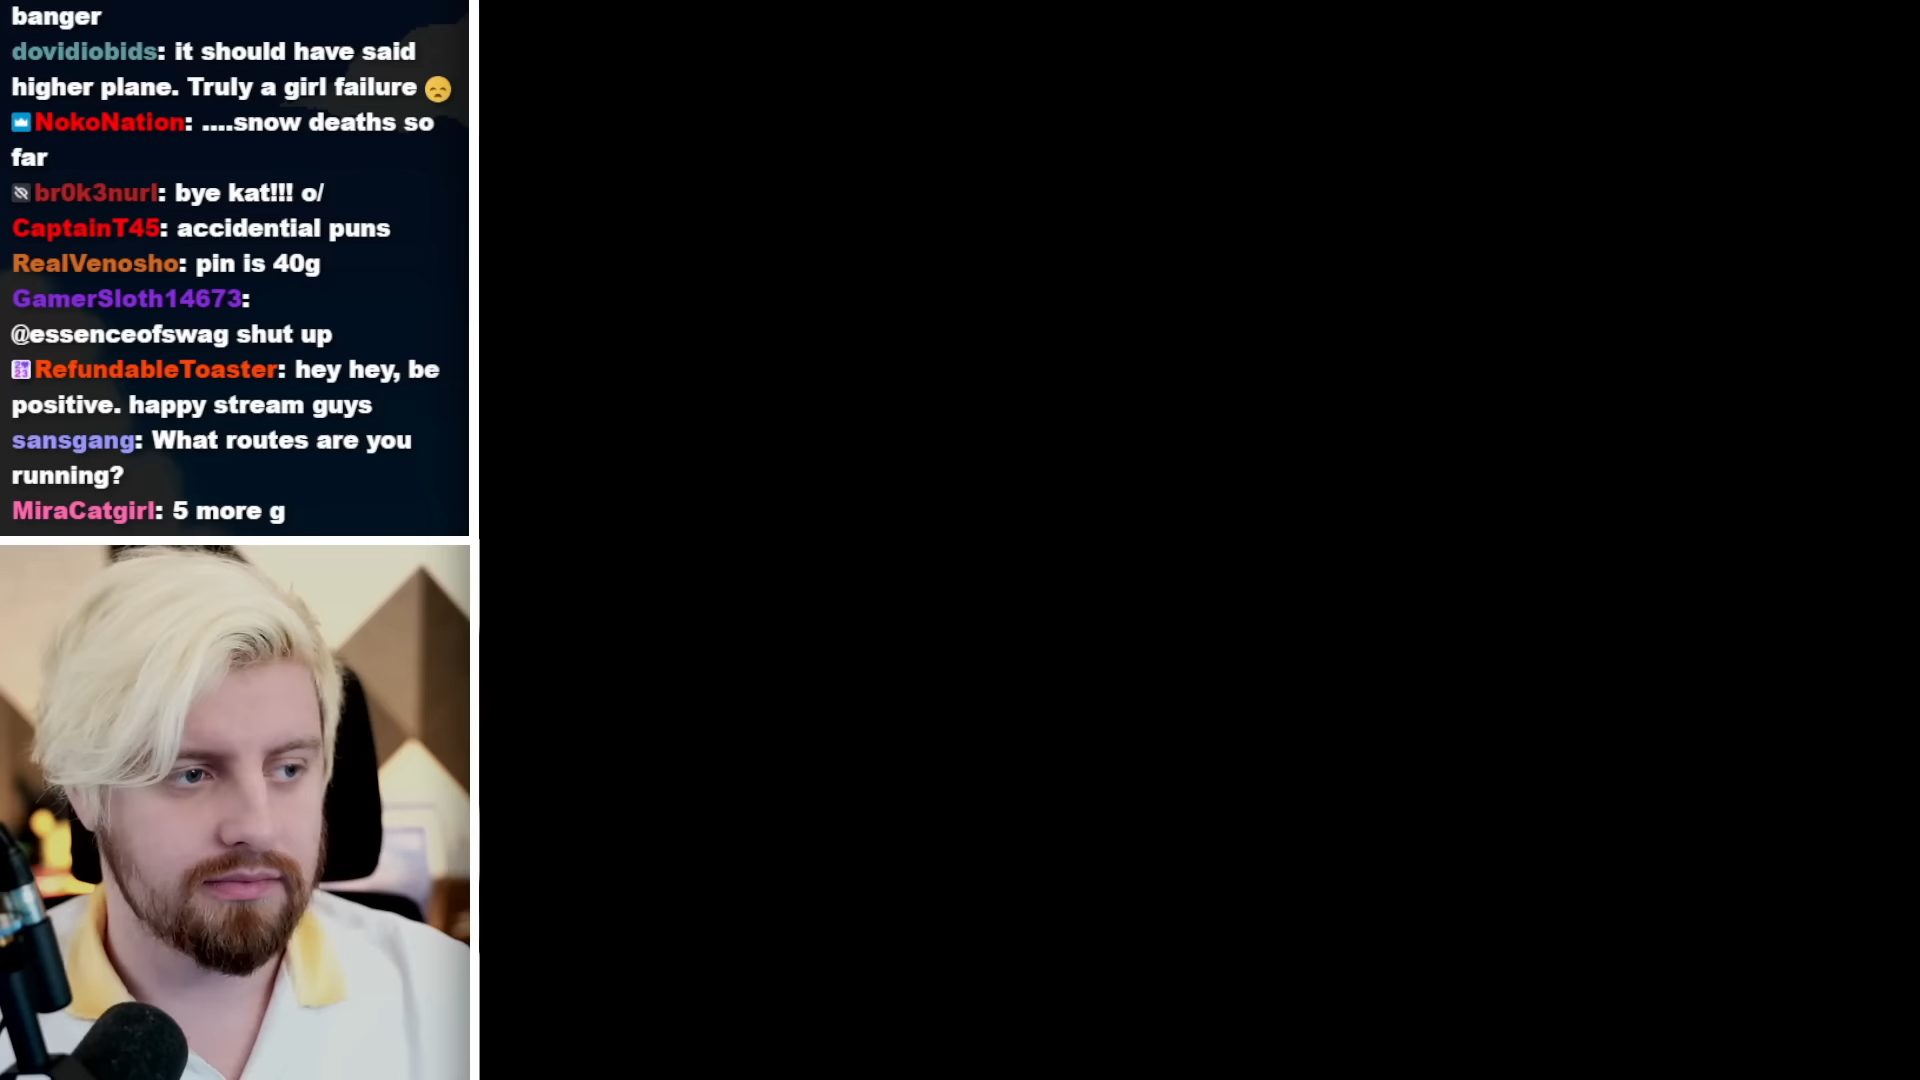 banger
dovidiobids: it should have said
higher plane. Truly a girl failure 😞
NokoNation: ....snow deaths so
far
br0k3nurl: bye kat!!! o/
CaptainT45: accidential puns
RealVenosho: pin is 40g
GamerSloth14673:
@essenceofswag shut up
RefundableToaster: hey hey, be
positive. happy stream guys
sansgang: What routes are you
running?
MiraCatgirl: 5 more g